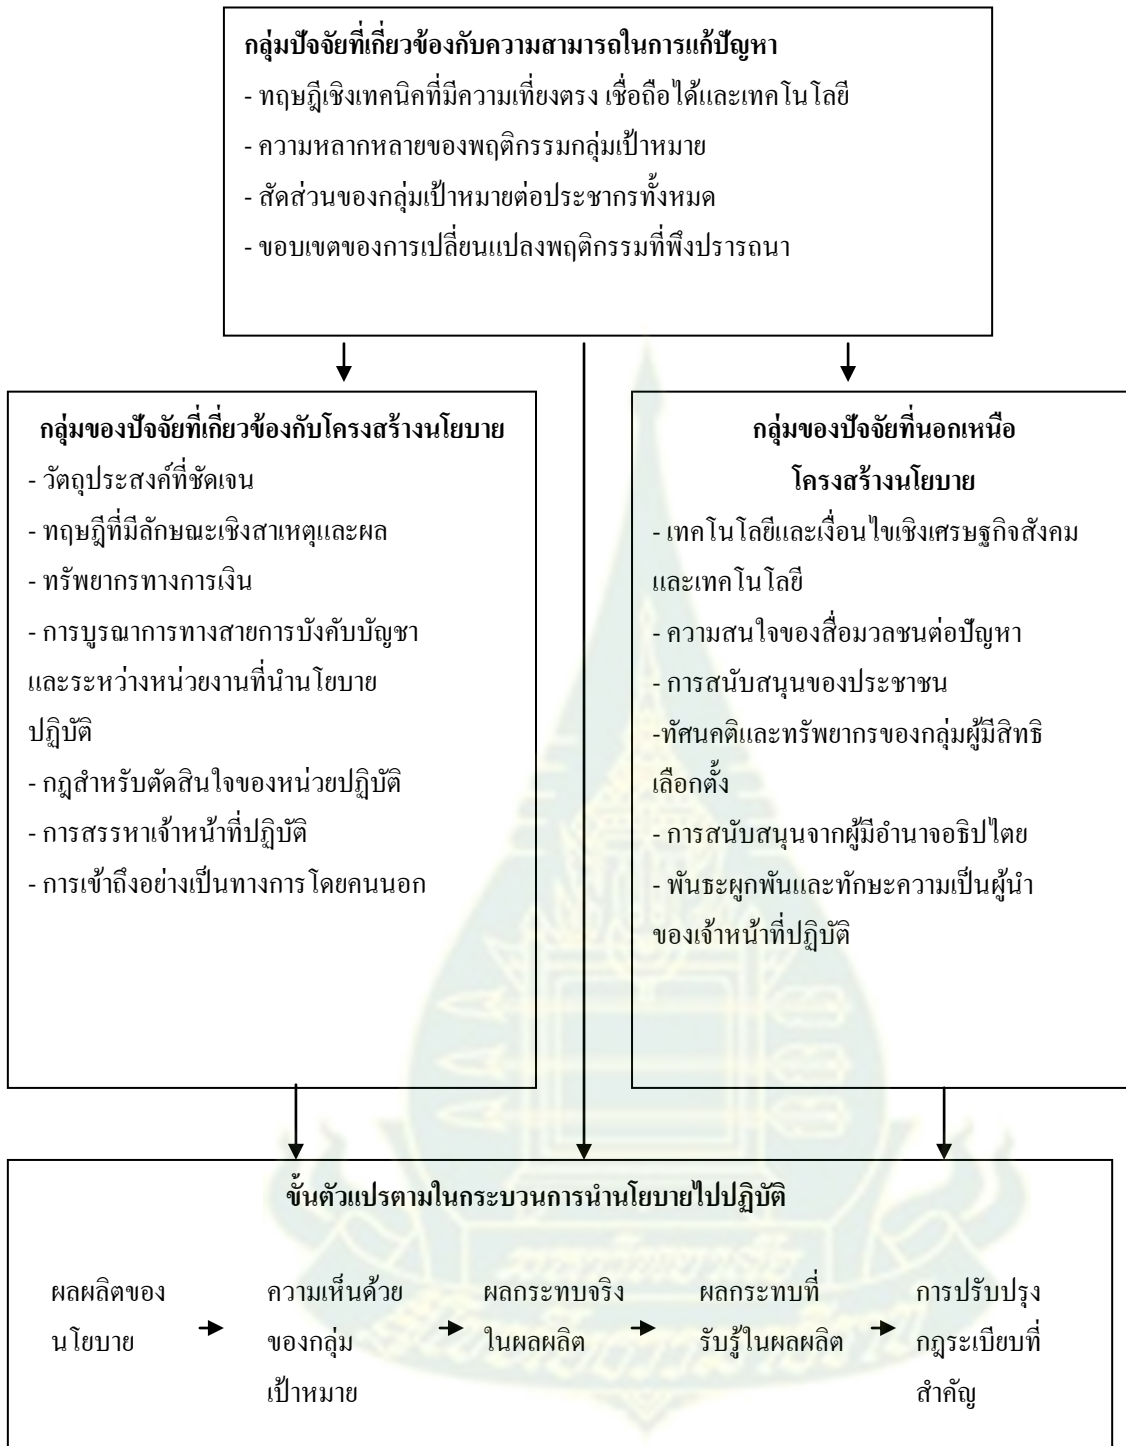 กลุ่มปัจจัยที่เกี่ยวข้องกับความสามารถในการแก้ปัญหา
- ทฤษฎีเชิงเทคนิคที่มีความเที่ยงตรง เชื่อถือได้และเทคโนโลยี
- ความหลากหลายของพฤติกรรมกลุ่มเป้าหมาย
- สัดส่วนของกลุ่มเป้าหมายต่อประชากรทั้งหมด
- ขอบเขตของการเปลี่ยนแปลงพฤติกรรมที่พึงปรารถนา
กลุ่มของปัจจัยที่เกี่ยวข้องกับโครงสร้างนโยบาย
- วัตถุประสงค์ที่ชัดเจน
- ทฤษฎีที่มีลักษณะเชิงสาเหตุและผล
- ทรัพยากรทางการเงิน
- การบูรณาการทางสายการบังคับบัญชา
และระหว่างหน่วยงานที่นำนโยบาย
ปฏิบัติ
- กฎสำหรับตัดสินใจของหน่วยปฏิบัติ
- การสรรหาเจ้าหน้าที่ปฏิบัติ
- การเข้าถึงอย่างเป็นทางการโดยคนนอก
กลุ่มของปัจจัยที่นอกเหนือ
โครงสร้างนโยบาย
- เทคโนโลยีและเงื่อนไขเชิงเศรษฐกิจสังคม
และเทคโนโลยี
- ความสนใจของสื่อมวลชนต่อปัญหา
- การสนับสนุนของประชาชน
-ทัศนคติและทรัพยากรของกลุ่มผู้มีสิทธิ
เลือกตั้ง
- การสนับสนุนจากผู้มีอำนาจอธิปไตย
- พันธะผูกพันและทักษะความเป็นผู้นำ
ของเจ้าหน้าที่ปฏิบัติ
ขั้นตัวแปรตามในกระบวนการนำนโยบายไปปฏิบัติ
ผลผลิตของ
นโยบาย
ความเห็นด้วย
ของกลุ่ม
เป้าหมาย
ผลกระทบจริง
ในผลผลิต
ผลกระทบที่
รับรู้ในผลผลิต
การปรับปรุง
กฎระเบียบที่
สำคัญ